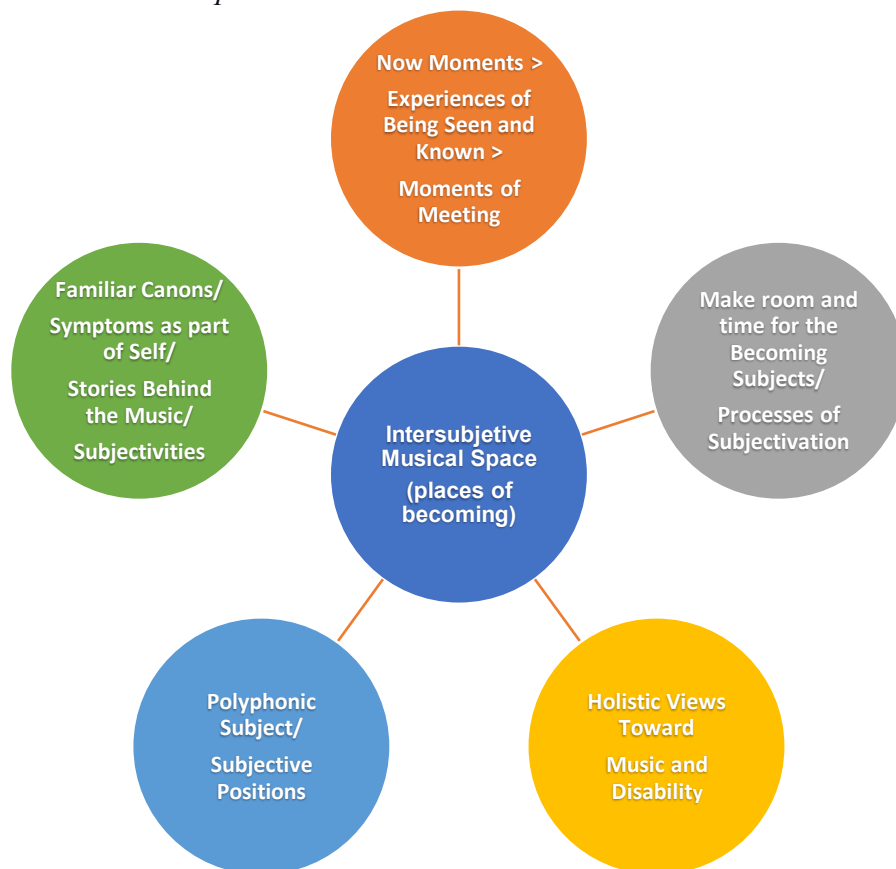 Now Moments >
Experiences of
Being Seen and
Known >
Moments of
Meeting
Familiar Canons/
Symptoms as part
of Self/
Stories Behind
the Music/
Subjectivities
Make room and
time for the
Becoming
Subjects/
Processes of
Subjectivation
Intersubjetive
Musical Space
(places of
becoming)
Polyphonic
Subject/
Subjective
Positions
Holistic Views
Toward
Music and
Disability